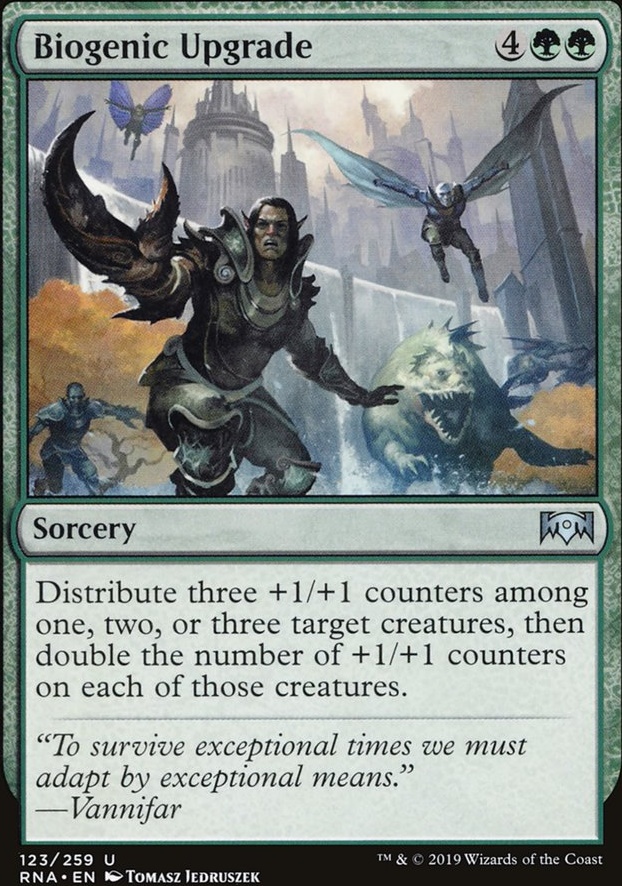 Biogenic Upgrade 4
Sorcery
Distribute three +1/+1 counters among
one, two, or three target creatures, then
double the number of +1/+1 counters
on each of those creatures.
“To survive exceptional times we must
adapt by exceptional means.”
—Vannifar
123/259 U
RNA • EN Tomasz Jedruszek
™ & © 2019 Wizards of the Coast